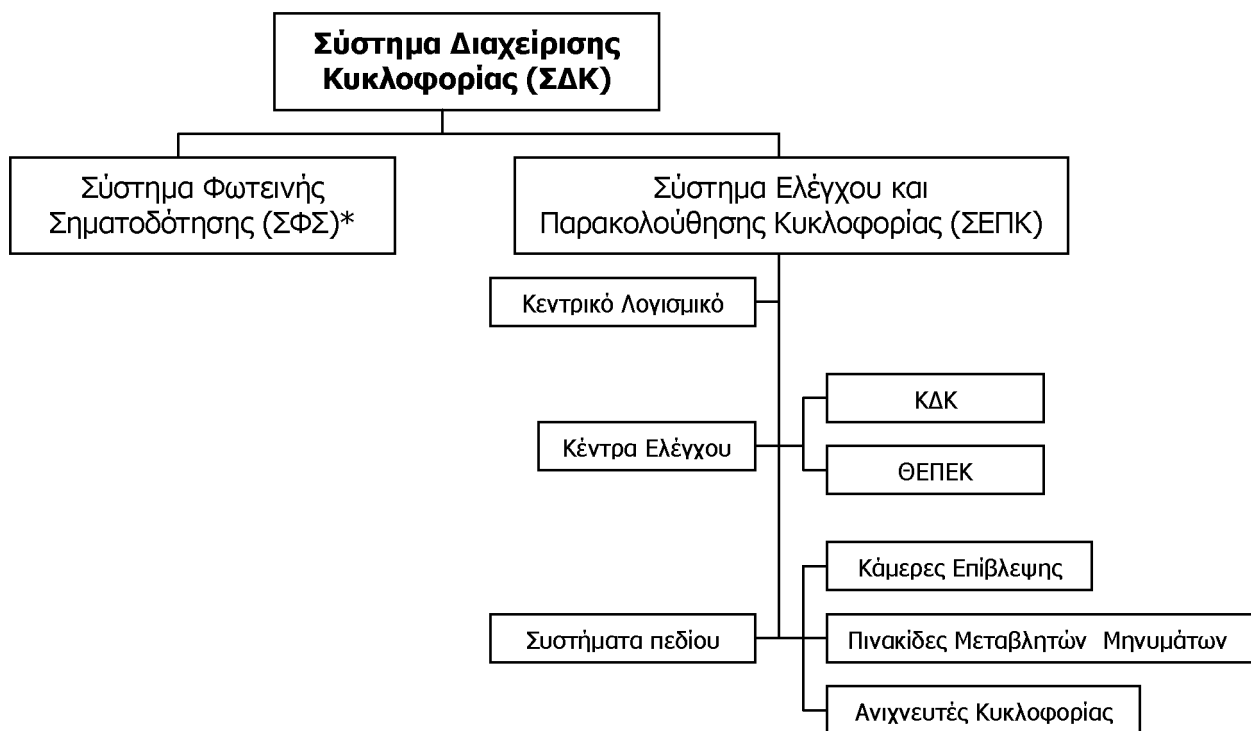 Σύστημα Διαχείρισης
Κυκλοφορίας (ΣΔΚ)
Σύστημα Φωτεινής
Σηματοδότησης (ΣΦΣ)*
Σύστημα Ελέγχου και
Παρακολούθησης Κυκλοφορίας (ΣΕΠΚ)
Κεντρικό Λογισμικό
Κέντρα Ελέγχου
ΚΔΚ
ΘΕΠΕΚ
Συστήματα πεδίου
Κάμερες Επίβλεψης
Πινακίδες Μεταβλητών Μηνυμάτων
Ανιχνευτές Κυκλοφορίας